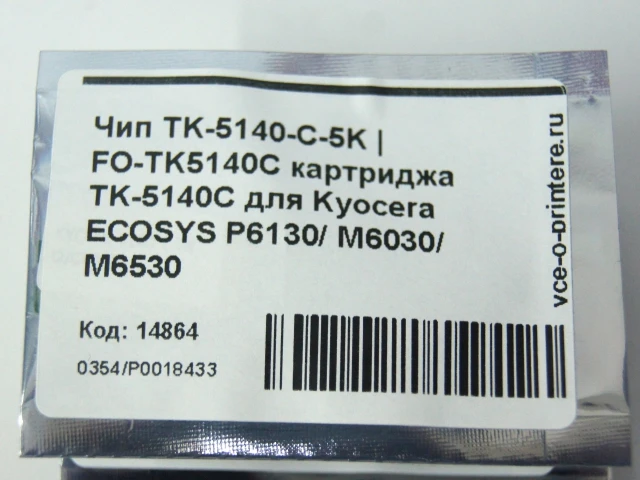 Чип TK-5140-C-5K |
FO-TK5140C картриджа
TK-5140C для Kyocera
ECOSYS P6130/ M6030/
M6530
Код: 14864
0354/P0018433
vce-o-printere.ru